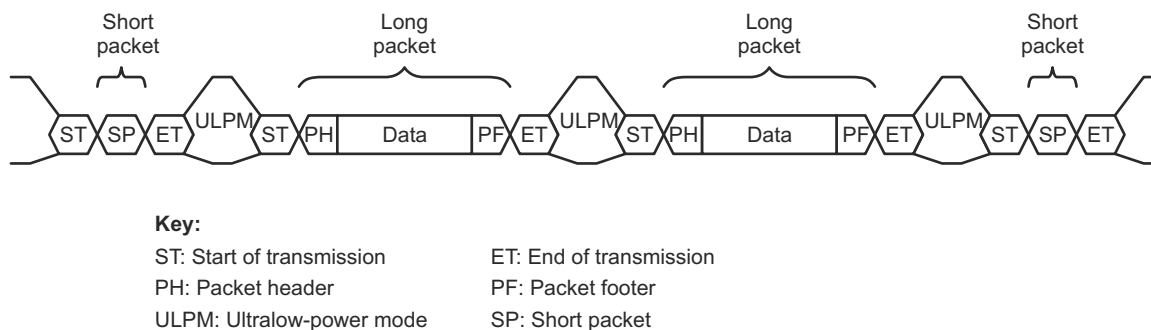 Short packet
Long packet
Long packet
Short packet
ST SP ET ULPM ST PH Data PF ET ULPM ST PH Data PF ET ULPM ST SP ET
Key:
ST: Start of transmission ET: End of transmission
PH: Packet header PF: Packet footer
ULPM: Ultralow-power mode SP: Short packet